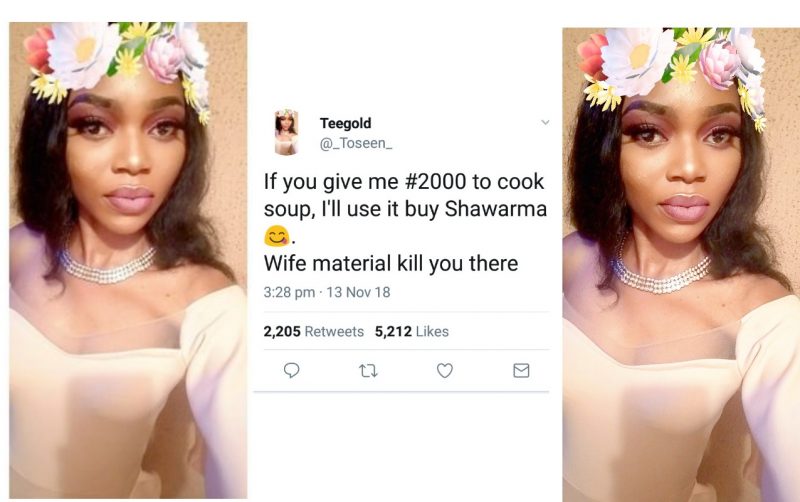 Teegold
@_Toseen_
If you give me #2000 to cook
soup, I'll use it buy Shawarma
😋.
Wife material kill you there
3:28 pm · 13 Nov 18
2,205 Retweets 5,212 Likes